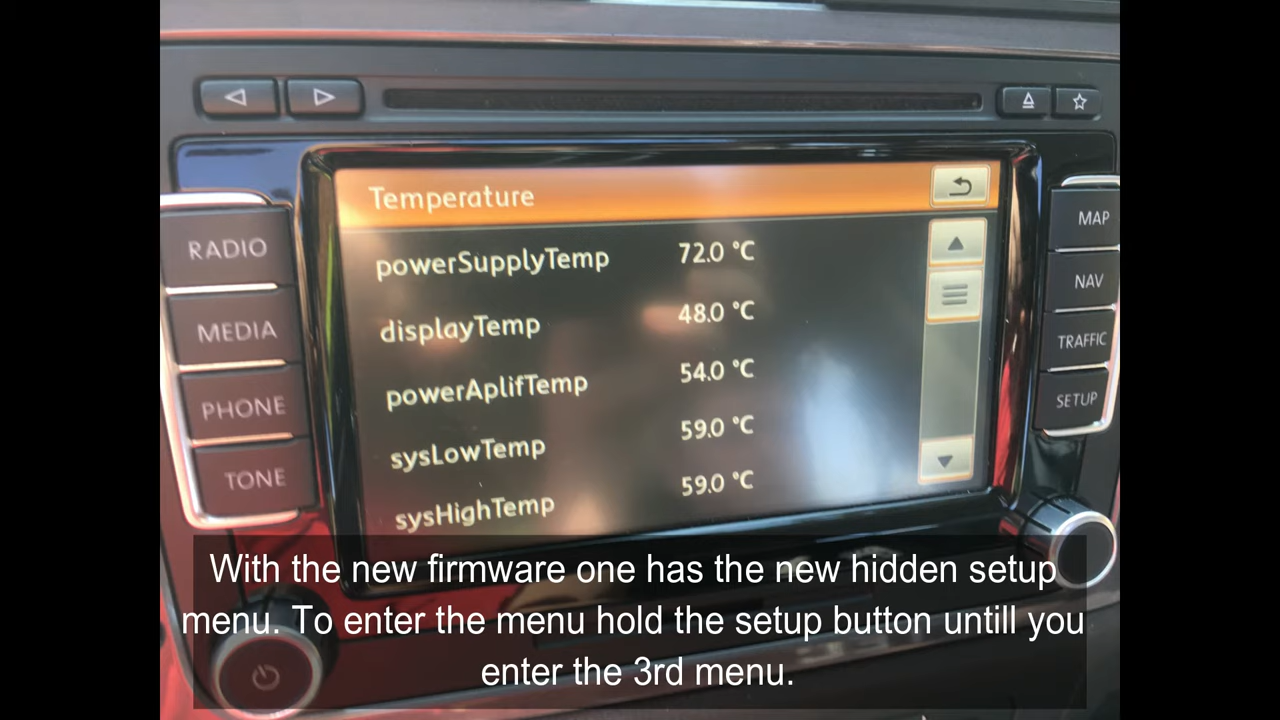 Temperature
powerSupplyTemp 72.0 °C
displayTemp 48.0 °C
powerAplifTemp 54.0 °C
sysLowTemp 59.0 °C
sysHighTemp 59.0 °C
RADIO
MEDIA
PHONE
TONE
MAP
NAV
TRAFFIC
SETUP
With the new firmware one has the new hidden setup
menu. To enter the menu hold the setup button untill you
enter the 3rd menu.